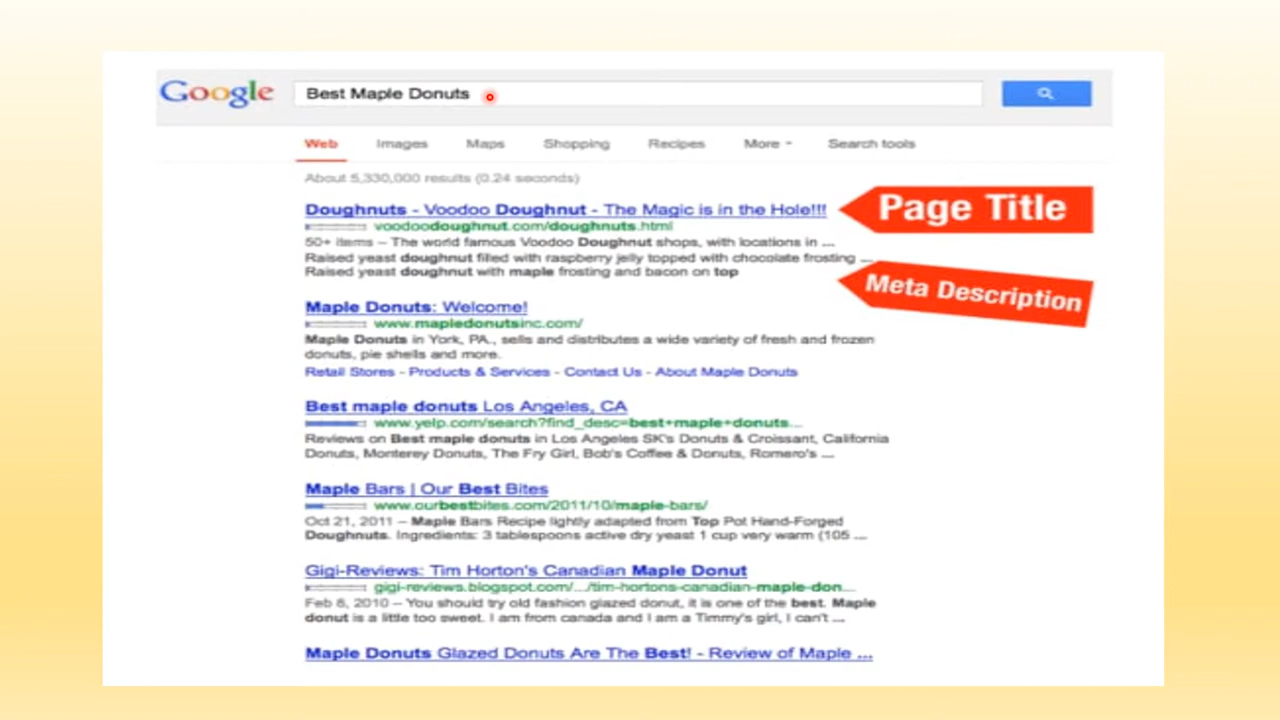 Google
Best Maple Donuts
Web Images Maps Shopping Recipes More Search tools
About 5,330,000 results (0.24 seconds)
Doughnuts - Voodoo Doughnut - The Magic is in the Hole!!!
Page Title
voodoodoughnut.com/doughnuts.html
50+ items – The world famous Voodoo Doughnut shops, with locations in ...
Raised yeast doughnut filled with raspberry jelly topped with chocolate frosting ...
Raised yeast doughnut with maple frosting and bacon on top
Meta Description
Maple Donuts: Welcome!
www.mapledonutsinc.com/
Maple Donuts in York, PA., sells and distributes a wide variety of fresh and frozen
donuts, pie shells and more.
Retail Stores - Products & Services - Contact Us - About Maple Donuts
Best maple donuts Los Angeles, CA
www.yelp.com/search?find_desc=best+maple+donuts...
Reviews on Best maple donuts in Los Angeles SK's Donuts & Croissant, California
Donuts, Monterey Donuts, The Fry Girl, Bob's Coffee & Donuts, Romero's ...
Maple Bars | Our Best Bites
www.ourbestbites.com/2011/10/maple-bars/
Oct 21, 2011 – Maple Bars Recipe lightly adapted from Top Pot Hand-Forged
Doughnuts. Ingredients: 3 tablespoons active dry yeast 1 cup very warm (105 ...
Gigi-Reviews: Tim Horton's Canadian Maple Donut
gigi-reviews.blogspot.com/.../tim-hortons-canadian-maple-don...
Feb 6, 2010 – You should try old fashion glazed donut, it is one of the best. Maple
donut is a little too sweet. I am from canada and I am a Timmy's girl, I can't ...
Maple Donuts Glazed Donuts Are The Best! - Review of Maple ...